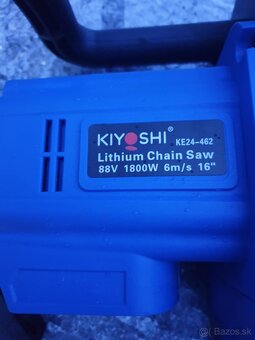 KIYOSHI®
KE24-462
Lithium Chain Saw
88V 1800W 6m/s 16"
Bazos.sk